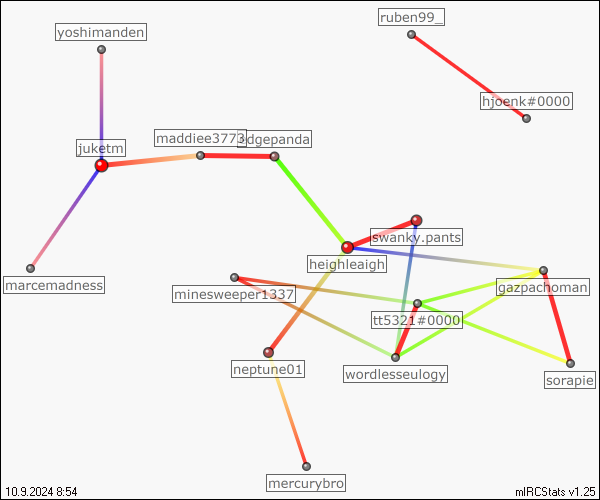 ruben99_
yoshimanden
hjoenk#0000
maddiee3773
dgepanda
juketm
swanky.pants
heighleaigh
marcemadness
gazpachoman
minesweeper1337
tt5321#0000
neptune01
wordlesseulogy
sorapie
mercurybro
10.9.2024 8:54
mIRCStats v1.25